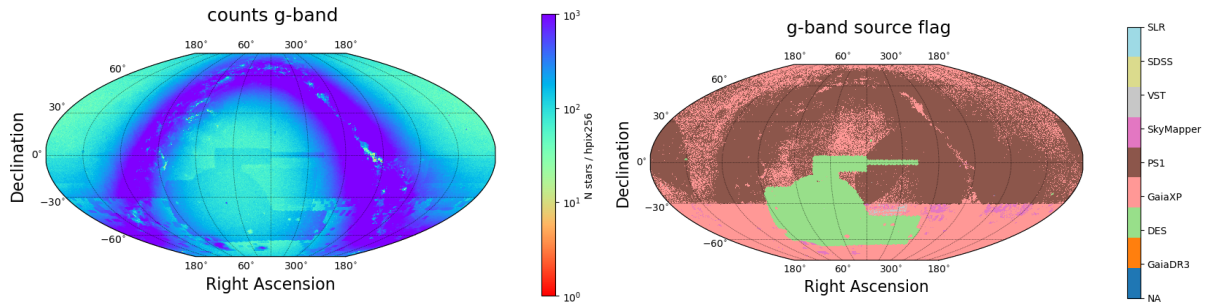 counts g-band
180° 60° 300° 180°
60°
30°
0°
−30°
−60°
180° 60° 300° 180°
Declination
Right Ascension
10³
10²
10¹
10⁰
N stars / hpix256
g-band source flag
180° 60° 300° 180°
60°
30°
0°
−30°
−60°
180° 60° 300° 180°
Declination
Right Ascension
SLR
SDSS
VST
SkyMapper
PS1
GaiaXP
DES
GaiaDR3
NA